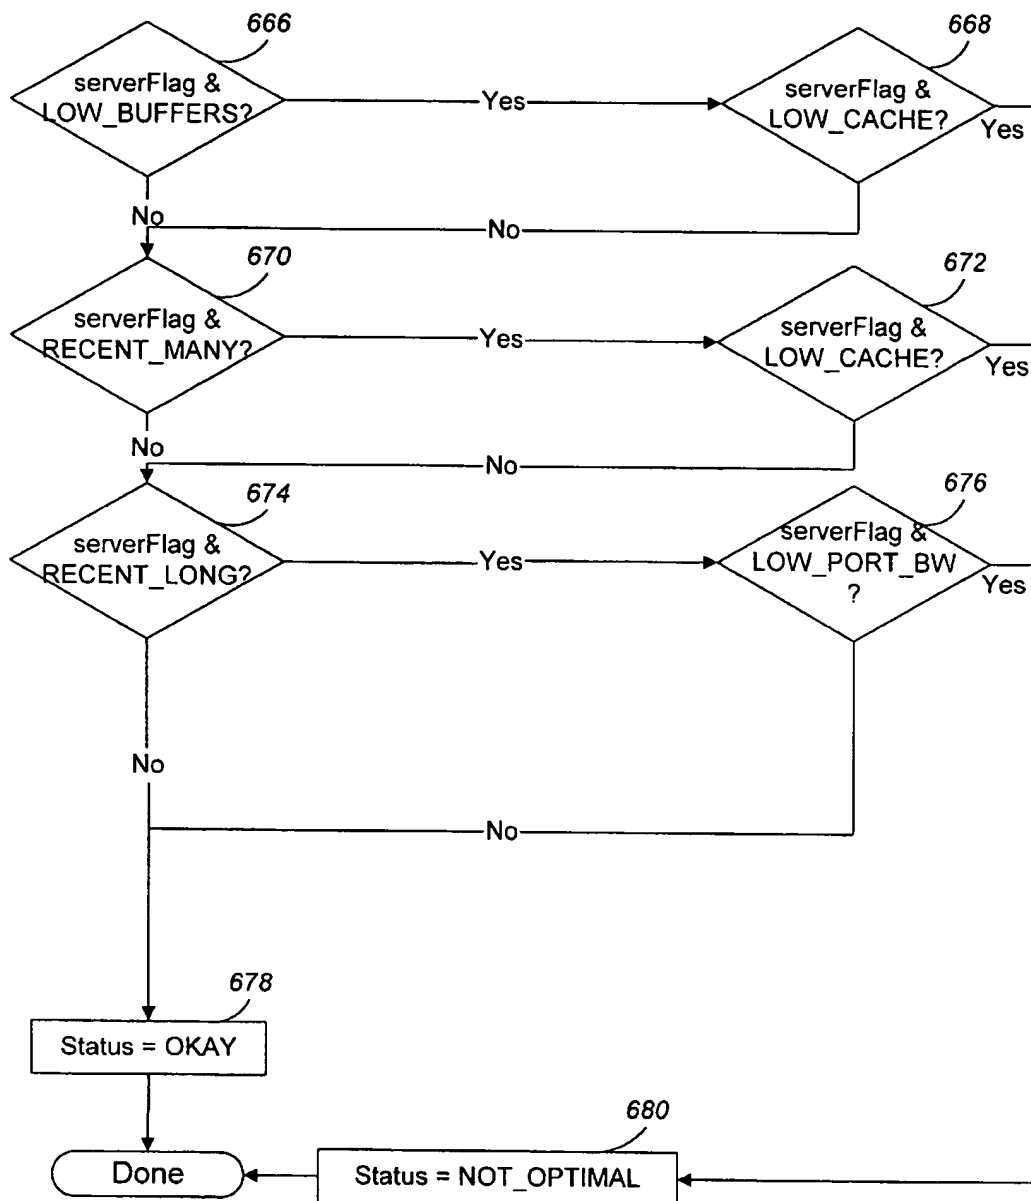 666
serverFlag &
LOW_BUFFERS?
Yes
668
serverFlag &
LOW_CACHE?
Yes
No
No
670
serverFlag &
RECENT_MANY?
Yes
672
serverFlag &
LOW_CACHE?
Yes
No
No
674
serverFlag &
RECENT_LONG?
Yes
676
serverFlag &
LOW_PORT_BW
?
Yes
No
No
678
Status = OKAY
680
Done
Status = NOT_OPTIMAL